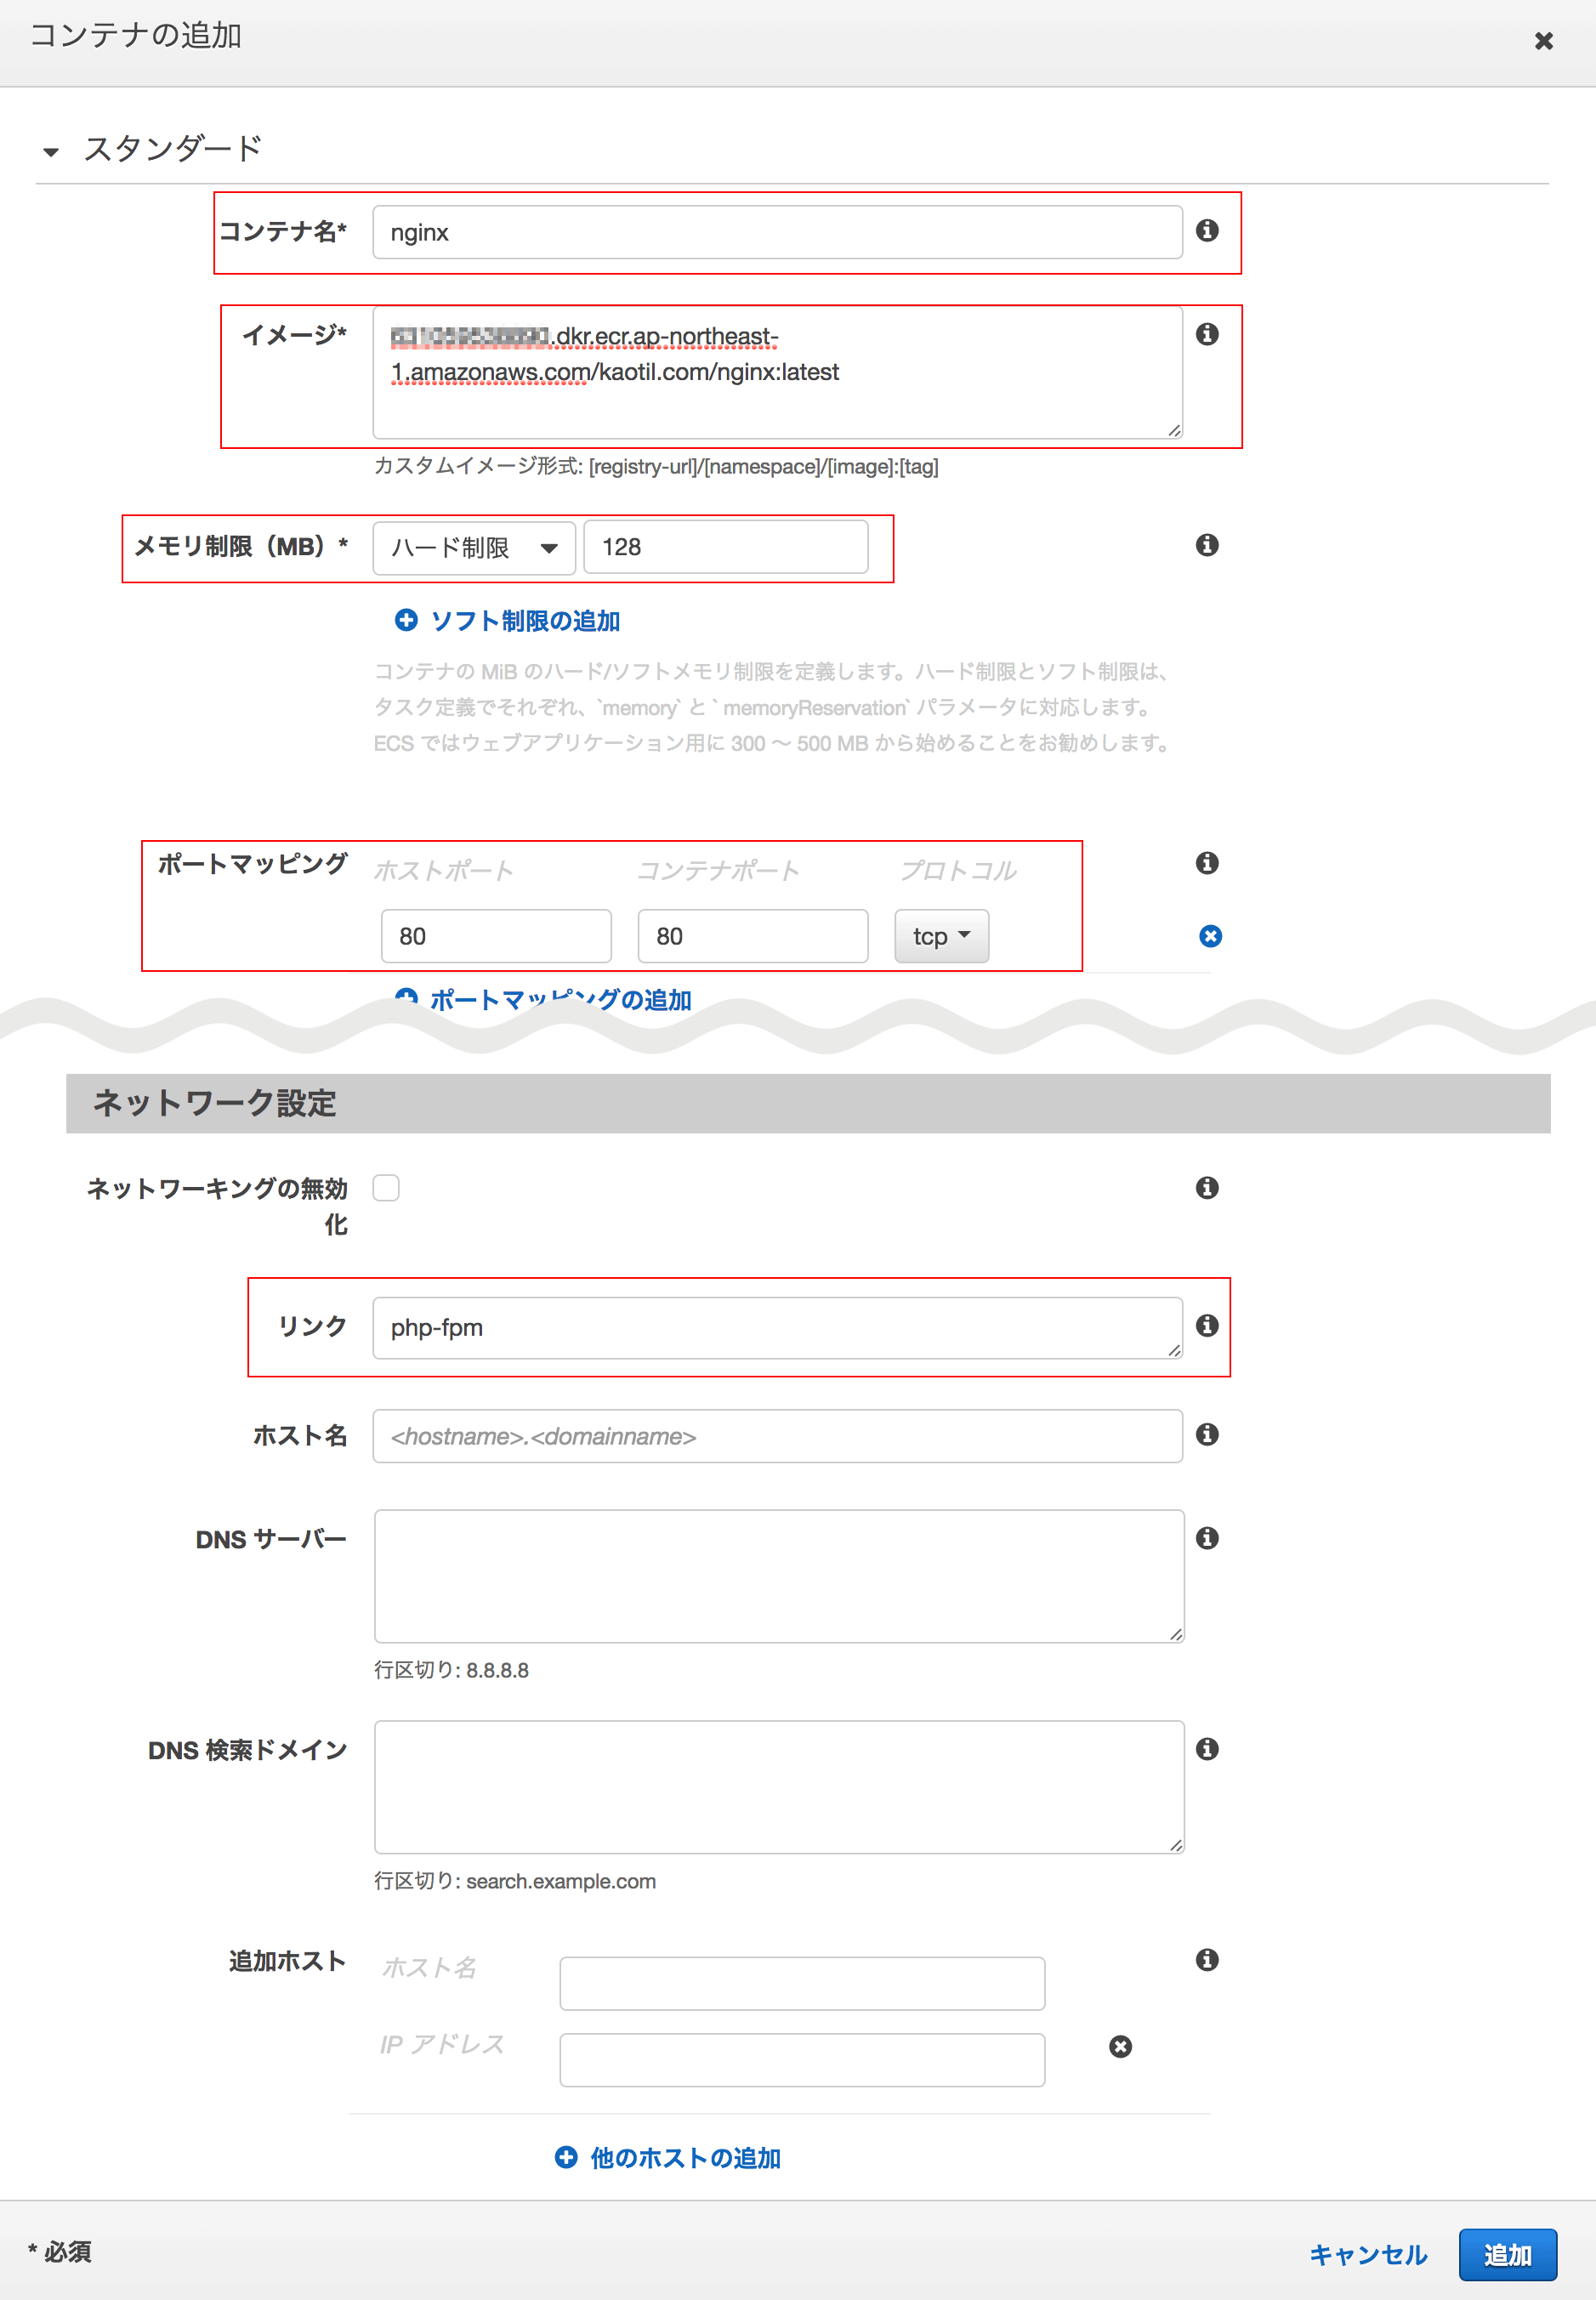 コンテナの追加
スタンダード
コンテナ名*
nginx
イメージ*
.dkr.ecr.ap-northeast-
1.amazonaws.com/kaotil.com/nginx:latest
カスタムイメージ形式: [registry-url]/[namespace]/[image]:[tag]
メモリ制限（MB）*
ハード制限
128
ソフト制限の追加
コンテナの MiB のハード/ソフトメモリ制限を定義します。ハード制限とソフト制限は、
タスク定義でそれぞれ、`memory` と ` memoryReservation` パラメータに対応します。
ECS ではウェブアプリケーション用に 300 〜 500 MB から始めることをお勧めします。
ポートマッピング
ホストポート
コンテナポート
プロトコル
80
80
tcp
ポートマッピングの追加
ネットワーク設定
ネットワーキングの無効
化
リンク
php-fpm
ホスト名
<hostname>.<domainname>
DNS サーバー
行区切り: 8.8.8.8
DNS 検索ドメイン
行区切り: search.example.com
追加ホスト
ホスト名
IP アドレス
他のホストの追加
* 必須
キャンセル
追加